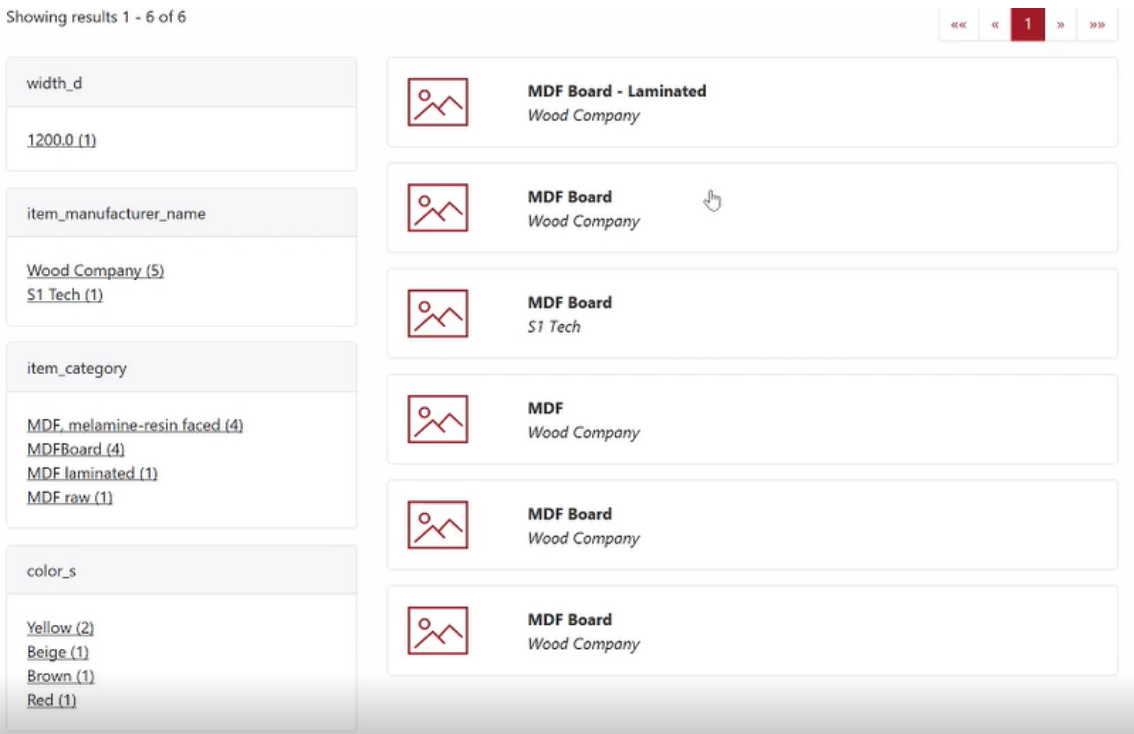 Showing results 1 - 6 of 6
«« « 1 » »»
width_d
1200.0 (1)
item_manufacturer_name
Wood Company (5)
S1 Tech (1)
item_category
MDF, melamine-resin faced (4)
MDFBoard (4)
MDF laminated (1)
MDF raw (1)
color_s
Yellow (2)
Beige (1)
Brown (1)
Red (1)
MDF Board - Laminated
Wood Company
MDF Board
Wood Company
MDF Board
S1 Tech
MDF
Wood Company
MDF Board
Wood Company
MDF Board
Wood Company